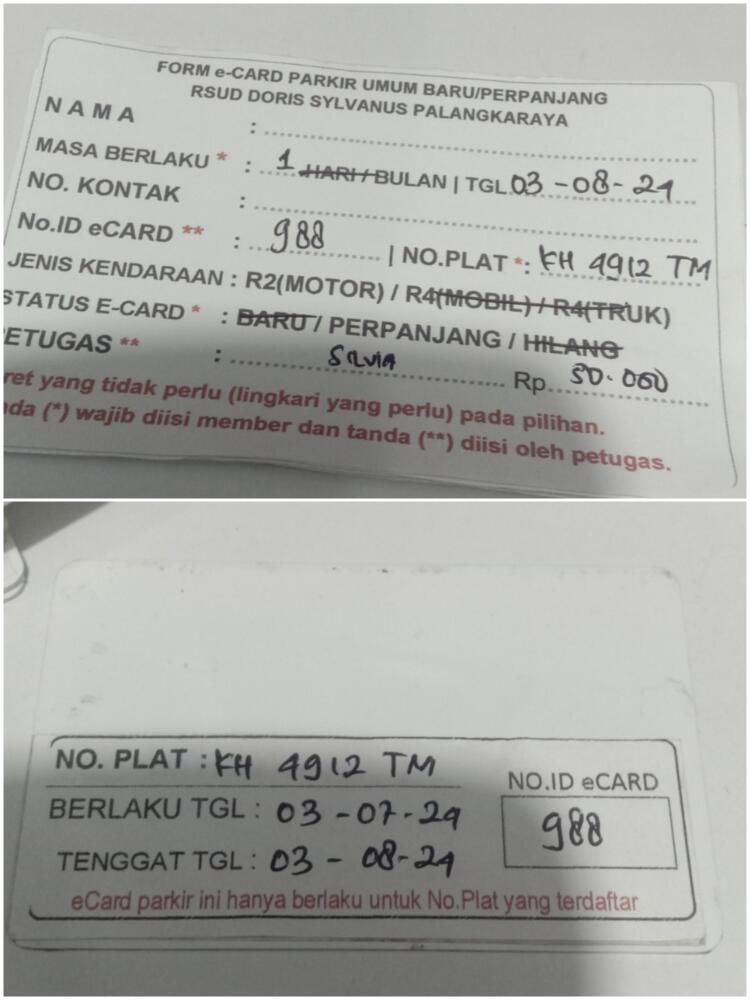 FORM e-CARD PARKIR UMUM BARU/PERPANJANG
RSUD DORIS SYLVANUS PALANGKARAYA
NAMA :
MASA BERLAKU * : 1 HARI / BULAN | TGL 03-08-24
NO. KONTAK :
No.ID eCARD ** : 988 | NO.PLAT *: KH 4912 TM
JENIS KENDARAAN : R2(MOTOR) / R4(MOBIL) / R4(TRUK)
STATUS E-CARD * : BARU / PERPANJANG / HILANG
ETUGAS ** : SILVIA Rp. 50.000
ret yang tidak perlu (lingkari yang perlu) pada pilihan.
nda (*) wajib diisi member dan tanda (**) diisi oleh petugas.
NO. PLAT : KH 4912 TM
NO.ID eCARD
BERLAKU TGL : 03-07-24
988
TENGGAT TGL : 03-08-24
eCard parkir ini hanya berlaku untuk No.Plat yang terdaftar